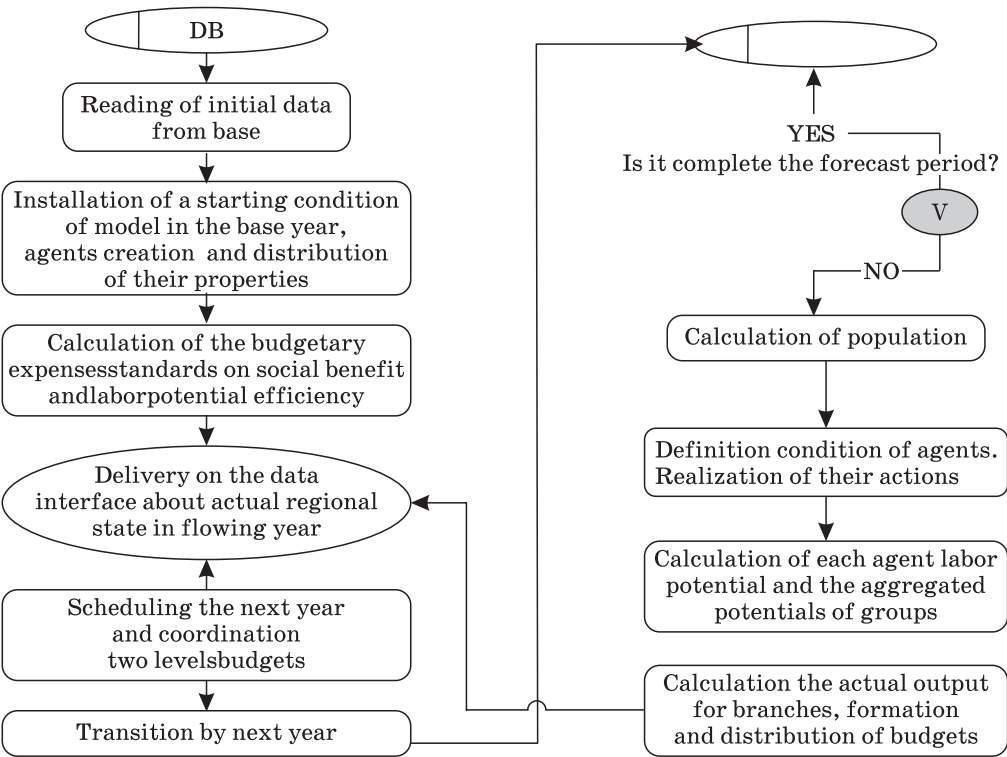 DB
Reading of initial data
from base
Installation of a starting condition
of model in the base year,
agents creation and distribution
of their properties
Calculation of the budgetary
expensesstandards on social benefit
andlaborpotential efficiency
Delivery on the data
interface about actual regional
state in flowing year
Scheduling the next year
and coordination
two levelsbudgets
Transition by next year
YES
Is it complete the forecast period?
V
NO
Calculation of population
Definition condition of agents.
Realization of their actions
Calculation of each agent labor
potential and the aggregated
potentials of groups
Calculation the actual output
for branches, formation
and distribution of budgets